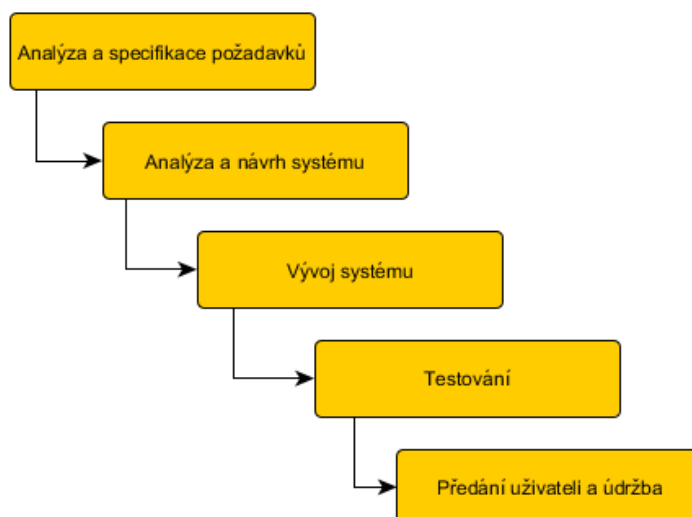 Analýza a specifikace požadavků
Analýza a návrh systému
Vývoj systému
Testování
Předání uživateli a údržba